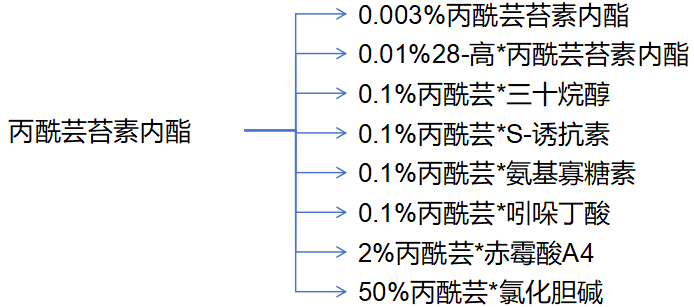 丙酰芸苔素内酯
0.003%丙酰芸苔素内酯
0.01%28-高*丙酰芸苔素内酯
0.1%丙酰芸*三十烷醇
0.1%丙酰芸*S-诱抗素
0.1%丙酰芸*氨基寡糖素
0.1%丙酰芸*吲哚丁酸
2%丙酰芸*赤霉酸A4
50%丙酰芸*氯化胆碱